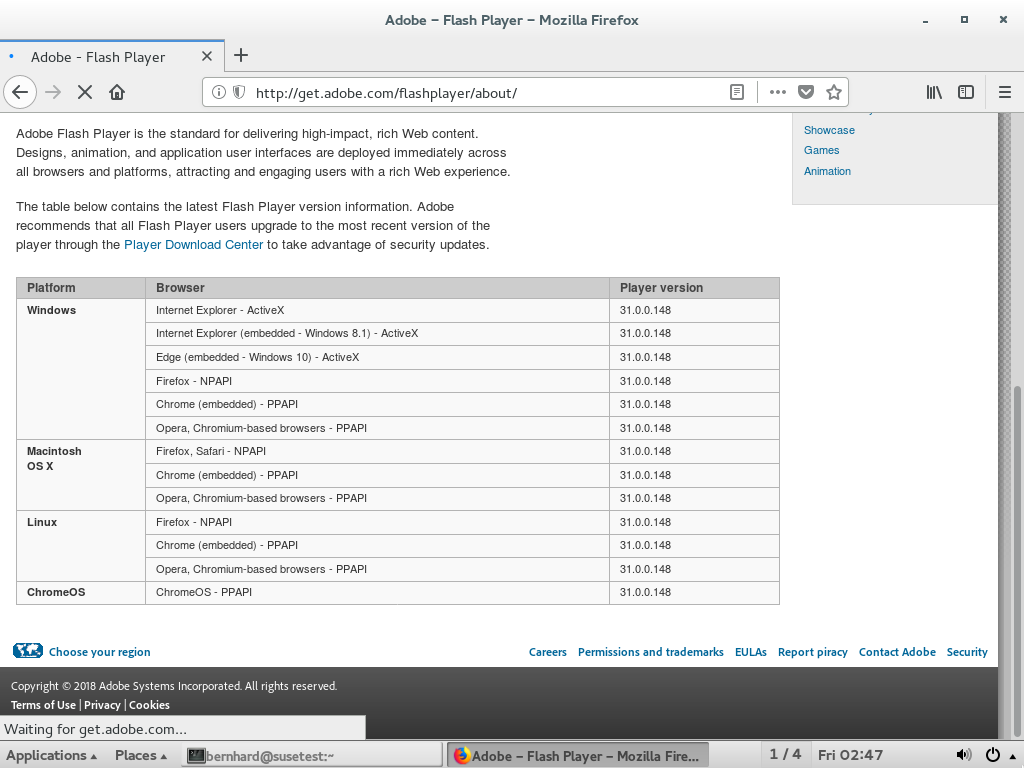 Adobe – Flash Player – Mozilla Firefox
Adobe - Flash Player
http://get.adobe.com/flashplayer/about/
Adobe Flash Player is the standard for delivering high-impact, rich Web content.
Designs, animation, and application user interfaces are deployed immediately across
all browsers and platforms, attracting and engaging users with a rich Web experience.
Showcase
Games
Animation
The table below contains the latest Flash Player version information. Adobe
recommends that all Flash Player users upgrade to the most recent version of the
player through the Player Download Center to take advantage of security updates.
Platform Browser Player version
Windows Internet Explorer - ActiveX 31.0.0.148
Internet Explorer (embedded - Windows 8.1) - ActiveX 31.0.0.148
Edge (embedded - Windows 10) - ActiveX 31.0.0.148
Firefox - NPAPI 31.0.0.148
Chrome (embedded) - PPAPI 31.0.0.148
Opera, Chromium-based browsers - PPAPI 31.0.0.148
Macintosh Firefox, Safari - NPAPI 31.0.0.148
OS X
Chrome (embedded) - PPAPI 31.0.0.148
Opera, Chromium-based browsers - PPAPI 31.0.0.148
Linux Firefox - NPAPI 31.0.0.148
Chrome (embedded) - PPAPI 31.0.0.148
Opera, Chromium-based browsers - PPAPI 31.0.0.148
ChromeOS ChromeOS - PPAPI 31.0.0.148
Choose your region Careers Permissions and trademarks EULAs Report piracy Contact Adobe Security
Copyright © 2018 Adobe Systems Incorporated. All rights reserved.
Terms of Use | Privacy | Cookies
Waiting for get.adobe.com...
Applications Places bernhard@susetest:~ Adobe – Flash Player – Mozilla Fire... 1 / 4 Fri 02:47